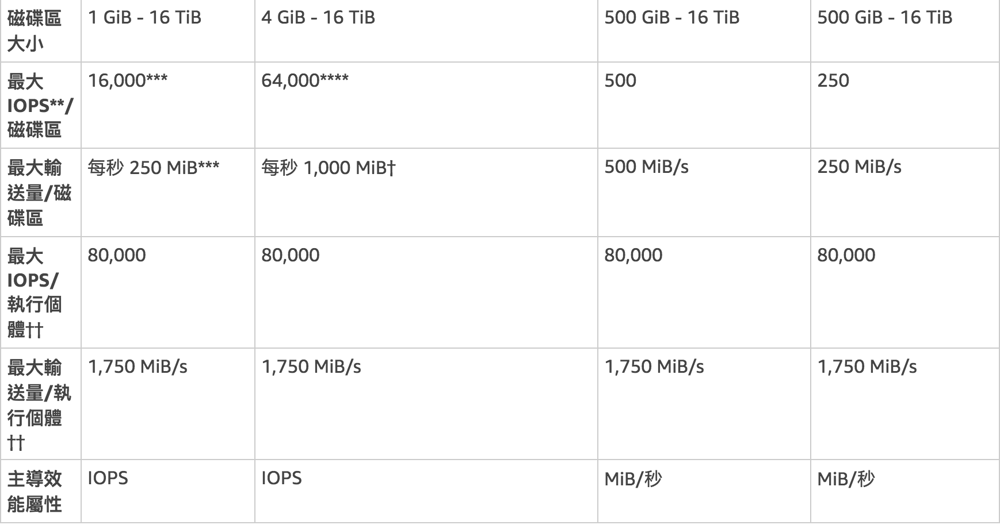 磁碟區
大小
1 GiB - 16 TiB
4 GiB - 16 TiB
500 GiB - 16 TiB
500 GiB - 16 TiB
最大
IOPS**/
磁碟區
16,000***
64,000****
500
250
最大輸
送量/磁
碟區
每秒 250 MiB***
每秒 1,000 MiB†
500 MiB/s
250 MiB/s
最大
IOPS/
執行個
體††
80,000
80,000
80,000
80,000
最大輸
送量/執
行個體
††
1,750 MiB/s
1,750 MiB/s
1,750 MiB/s
1,750 MiB/s
主導效
能屬性
IOPS
IOPS
MiB/秒
MiB/秒